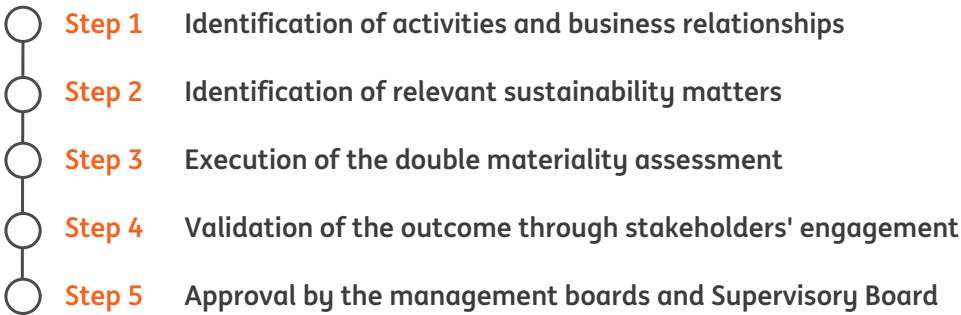 Step 1 Identification of activities and business relationships
Step 2 Identification of relevant sustainability matters
Step 3 Execution of the double materiality assessment
Step 4 Validation of the outcome through stakeholders' engagement
Step 5 Approval by the management boards and Supervisory Board